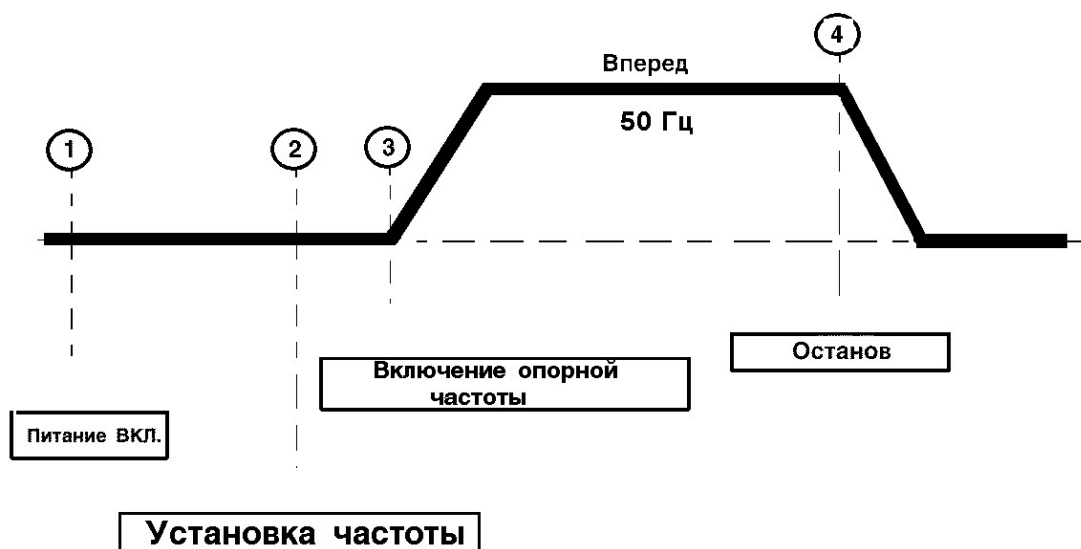 4
Вперед
50 Гц
1
2
3
Останов
Включение опорной
частоты
Питание ВКЛ.
Установка частоты